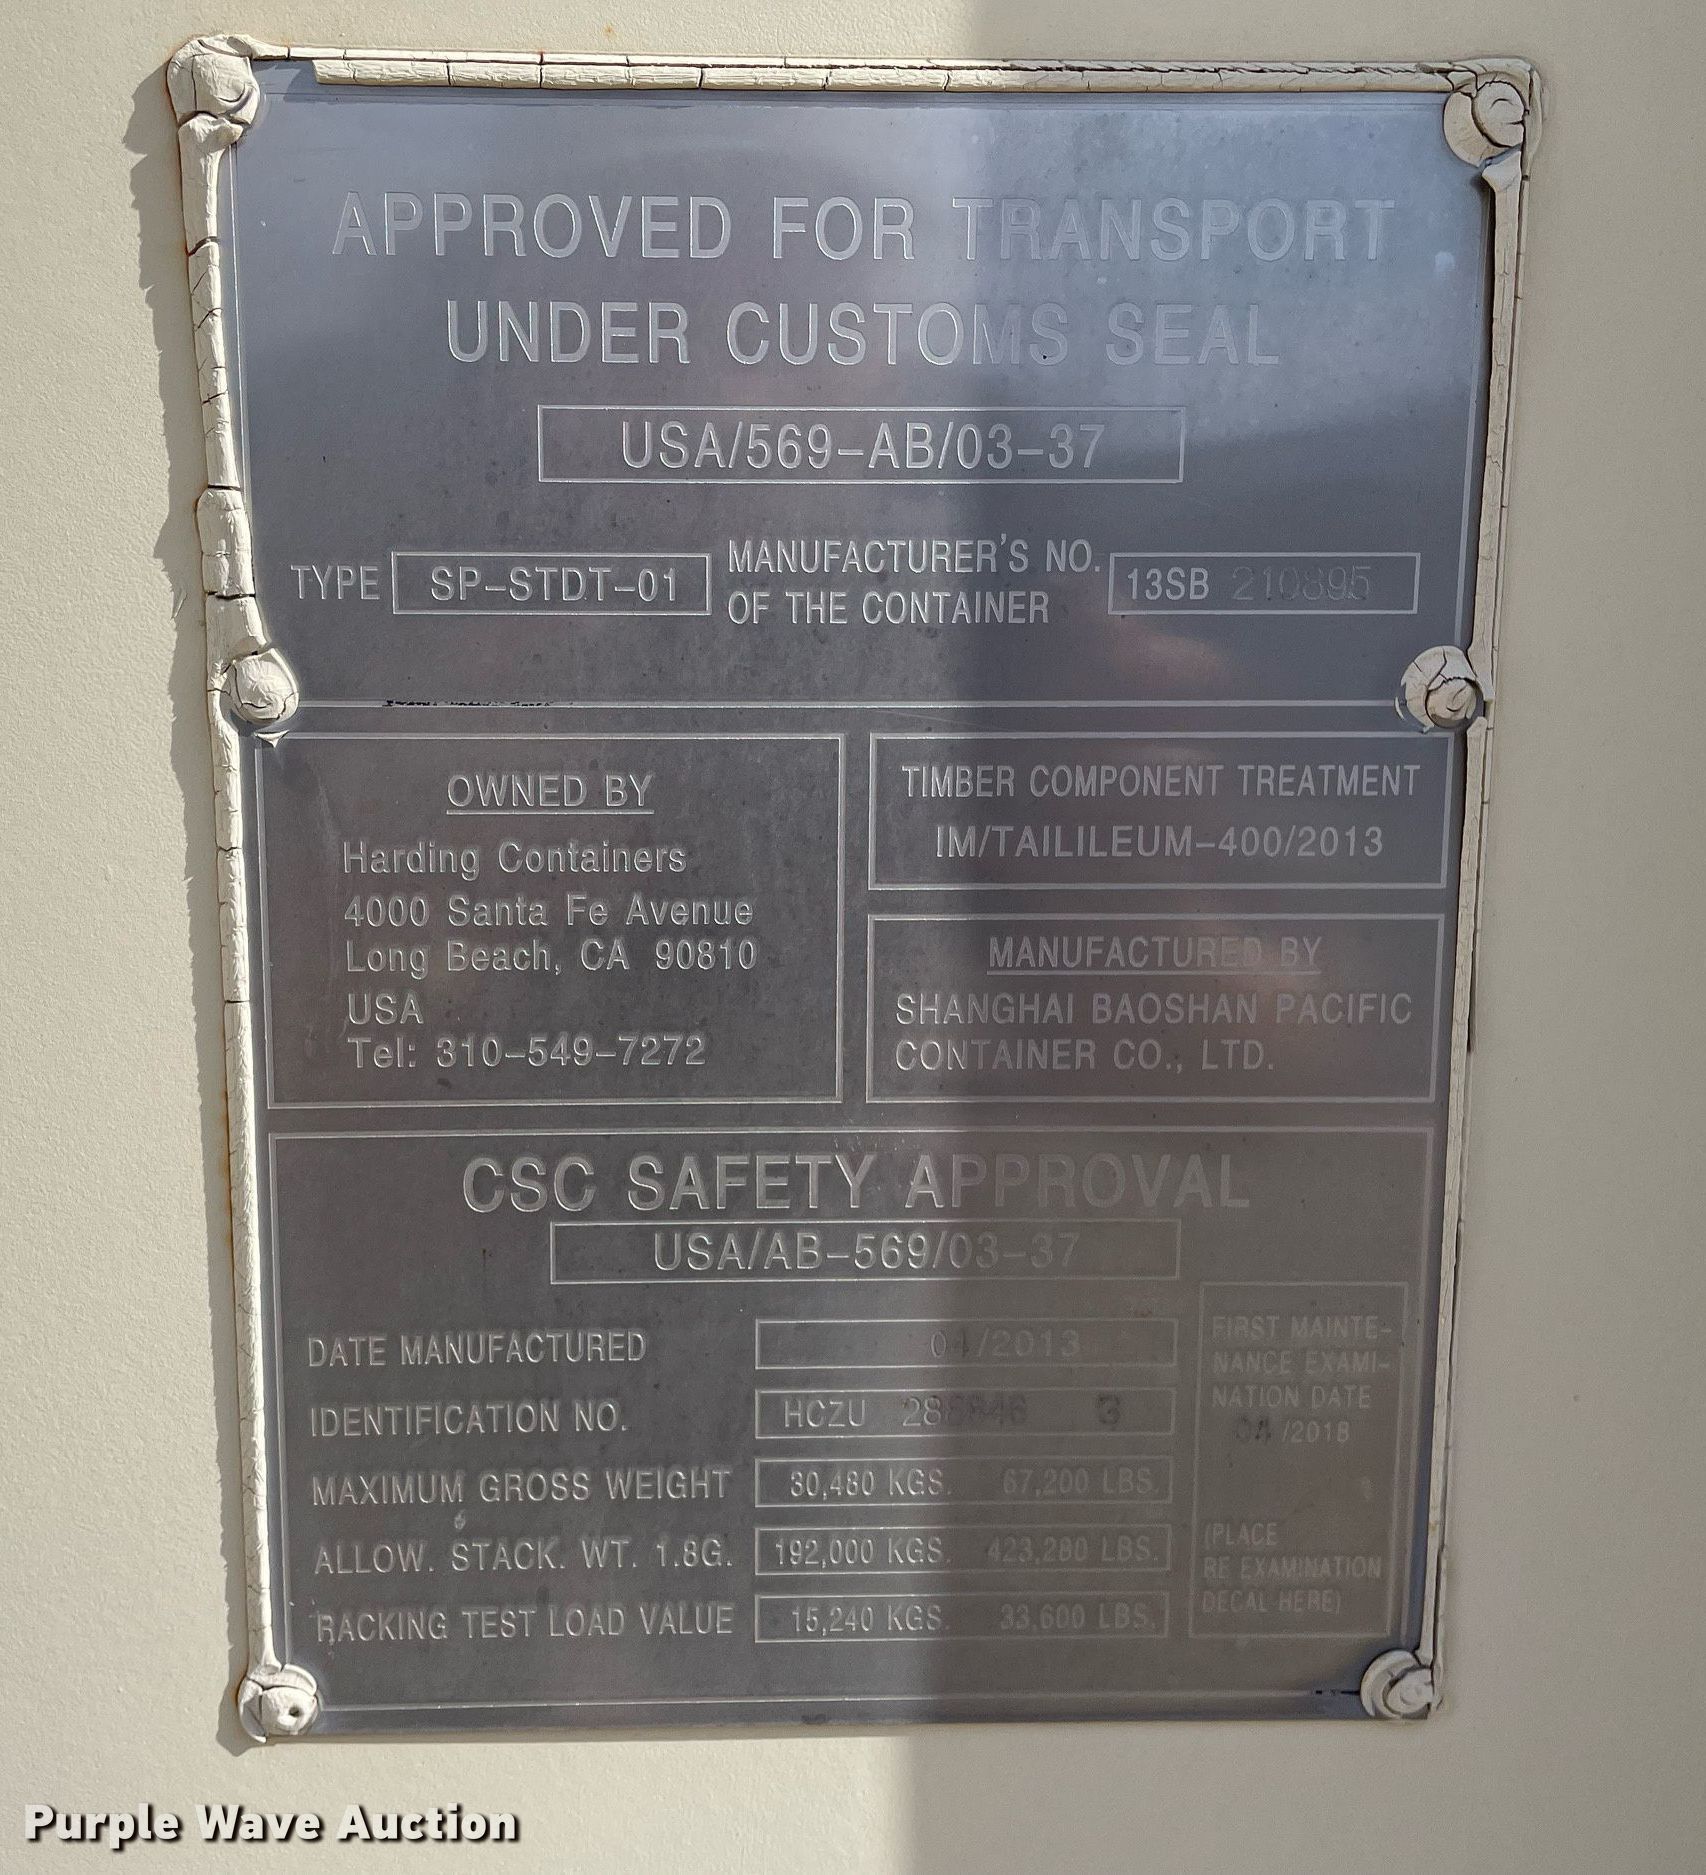 APPROVED FOR TRANSPORT
UNDER CUSTOMS SEAL
USA/569-AB/03-37
TYPE SP-STDT-01 MANUFACTURER'S NO. OF THE CONTAINER 13SB 210895
OWNED BY
Harding Containers
4000 Santa Fe Avenue
Long Beach, CA 90810
USA
Tel: 310-549-7272
TIMBER COMPONENT TREATMENT
IM/TAILILEUM-400/2013
MANUFACTURED BY
SHANGHAI BAOSHAN PACIFIC
CONTAINER CO., LTD.
CSC SAFETY APPROVAL
USA/AB-569/03-37
DATE MANUFACTURED 04/2013
IDENTIFICATION NO. HCZU 3
MAXIMUM GROSS WEIGHT 30,480 KGS. 67,200 LBS.
ALLOW. STACK. WT. 1.8G. 192,000 KGS. 423,280 LBS.
RACKING TEST LOAD VALUE 15,240 KGS. 33,600 LBS.
FIRST MAINTE-
NANCE EXAMI-
NATION DATE
04/2018
(PLACE
RE EXAMINATION
DECAL HERE)
Purple Wave Auction